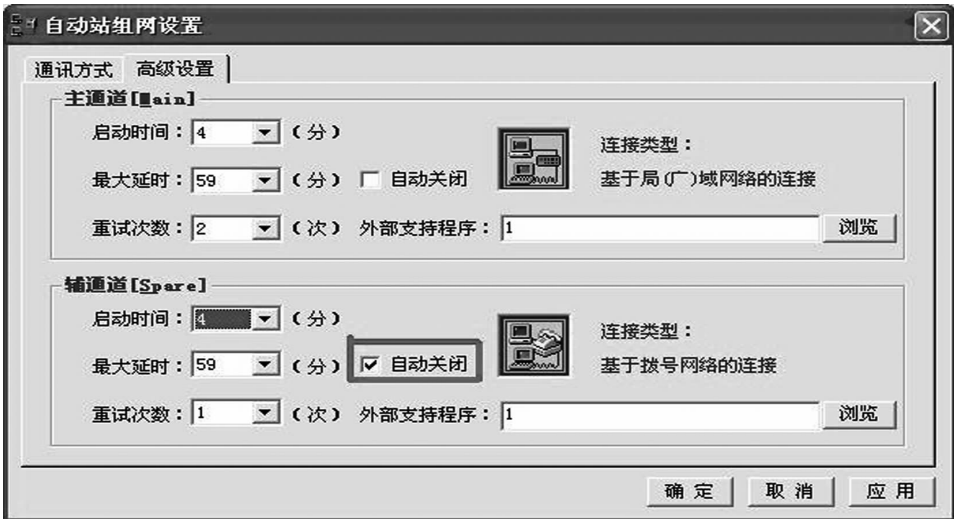 自动站组网设置
通讯方式 高级设置
主通道[Main]
启动时间：4 （分）
连接类型：
最大延时：59 （分） 自动关闭
基于局(广)域网络的连接
重试次数：2 （次） 外部支持程序：1 浏览
辅通道[Spare]
启动时间：4 （分）
连接类型：
最大延时：59 （分） 自动关闭
基于拨号网络的连接
重试次数：1 （次） 外部支持程序：1 浏览
确定 取消 应用